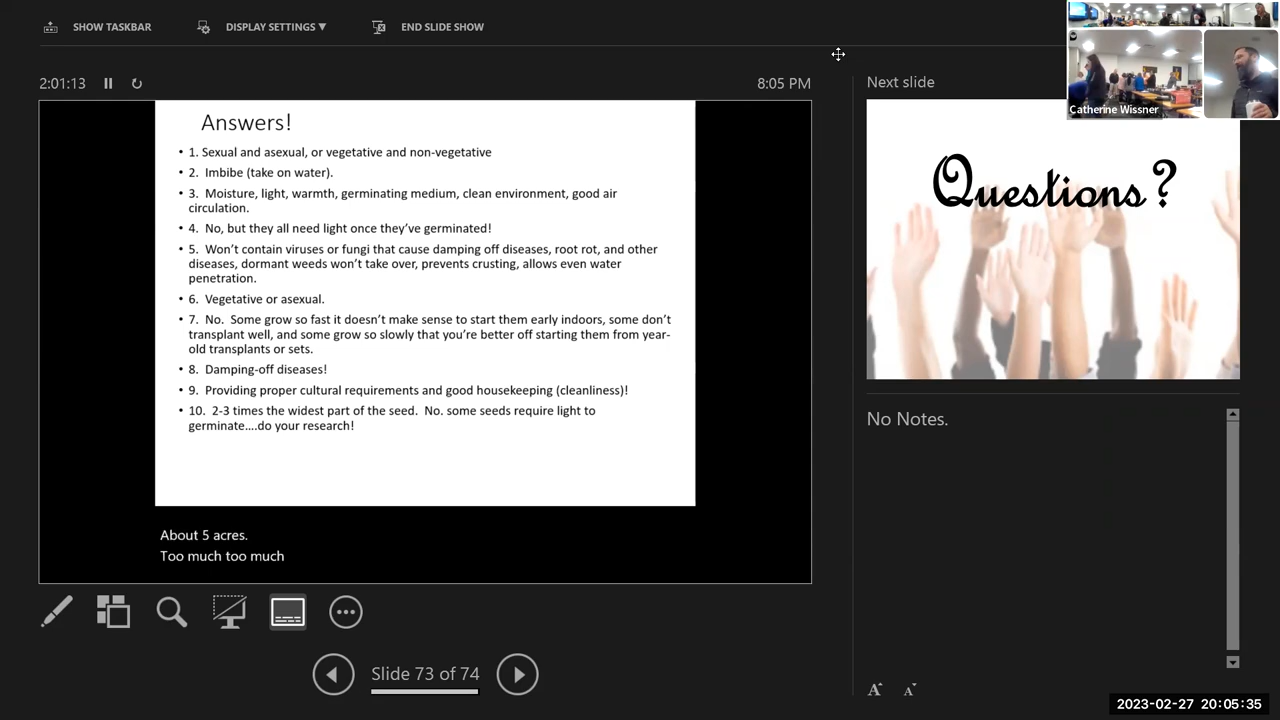 SHOW TASKBAR
DISPLAY SETTINGS ▼
END SLIDE SHOW
2:01:13
8:05 PM
Next slide
Catherine Wissner
Answers!
• 1. Sexual and asexual, or vegetative and non-vegetative
• 2.  Imbibe (take on water).
• 3.  Moisture, light, warmth, germinating medium, clean environment, good air
circulation.
• 4.  No, but they all need light once they've germinated!
• 5.  Won't contain viruses or fungi that cause damping off diseases, root rot, and other
diseases, dormant weeds won't take over, prevents crusting, allows even water
penetration.
• 6.  Vegetative or asexual.
• 7.  No.  Some grow so fast it doesn't make sense to start them early indoors, some don't
transplant well, and some grow so slowly that you're better off starting them from year-
old transplants or sets.
• 8.  Damping-off diseases!
• 9.  Providing proper cultural requirements and good housekeeping (cleanliness)!
• 10.  2-3 times the widest part of the seed.  No. some seeds require light to
germinate....do your research!
About 5 acres.
Too much too much
Questions?
No Notes.
Slide 73 of 74
A A
2023-02-27 20:05:35